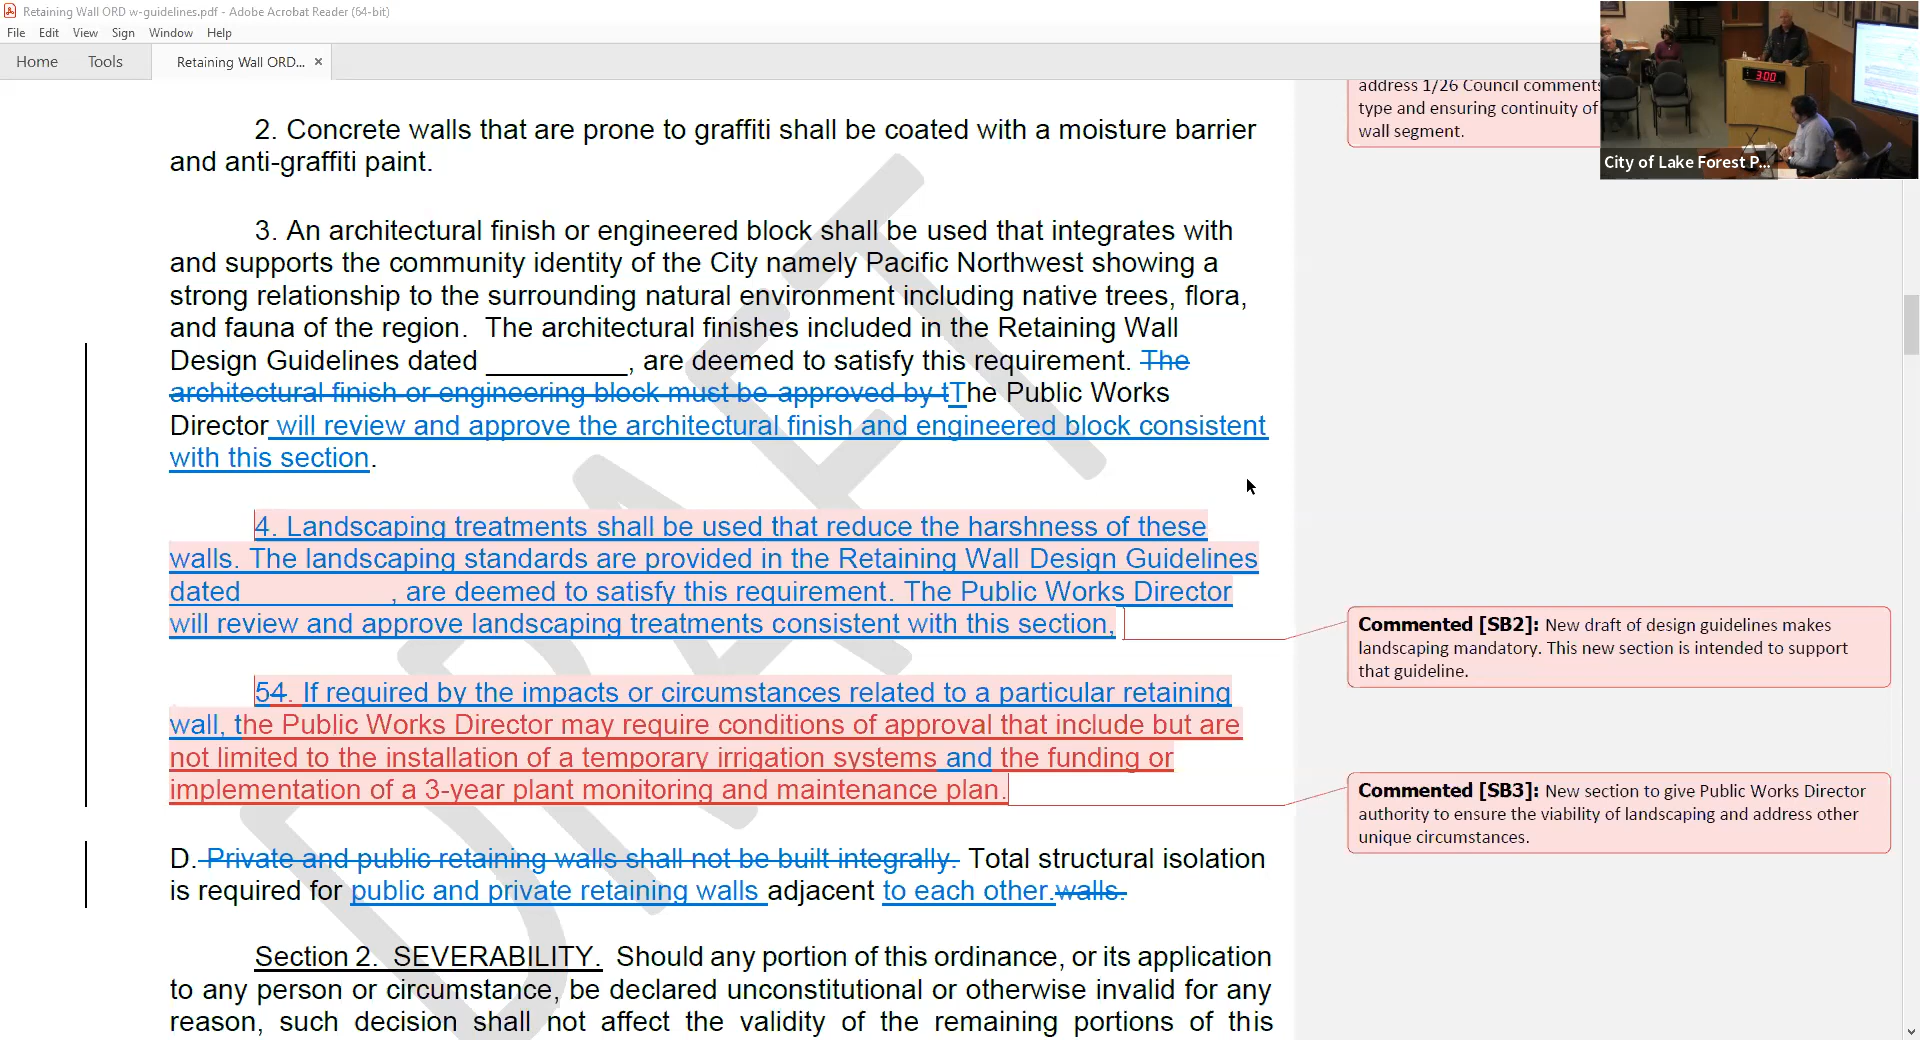 Retaining Wall ORD w-guidelines.pdf - Adobe Acrobat Reader (64-bit)
File Edit View Sign Window Help
Home Tools Retaining Wall ORD... ×
address 1/26 Council comments
type and ensuring continuity of
wall segment.
3:00
City of Lake Forest P...
2. Concrete walls that are prone to graffiti shall be coated with a moisture barrier
and anti-graffiti paint.
3. An architectural finish or engineered block shall be used that integrates with
and supports the community identity of the City namely Pacific Northwest showing a
strong relationship to the surrounding natural environment including native trees, flora,
and fauna of the region. The architectural finishes included in the Retaining Wall
Design Guidelines dated _________, are deemed to satisfy this requirement. The
architectural finish or engineering block must be approved by tThe Public Works
Director will review and approve the architectural finish and engineered block consistent
with this section.
4. Landscaping treatments shall be used that reduce the harshness of these
walls. The landscaping standards are provided in the Retaining Wall Design Guidelines
dated _________, are deemed to satisfy this requirement. The Public Works Director
will review and approve landscaping treatments consistent with this section,
Commented [SB2]: New draft of design guidelines makes
landscaping mandatory. This new section is intended to support
that guideline.
54. If required by the impacts or circumstances related to a particular retaining
wall, the Public Works Director may require conditions of approval that include but are
not limited to the installation of a temporary irrigation systems and the funding or
implementation of a 3-year plant monitoring and maintenance plan.
Commented [SB3]: New section to give Public Works Director
authority to ensure the viability of landscaping and address other
unique circumstances.
D. Private and public retaining walls shall not be built integrally. Total structural isolation
is required for public and private retaining walls adjacent to each other.walls.
Section 2. SEVERABILITY. Should any portion of this ordinance, or its application
to any person or circumstance, be declared unconstitutional or otherwise invalid for any
reason, such decision shall not affect the validity of the remaining portions of this
DRAFT